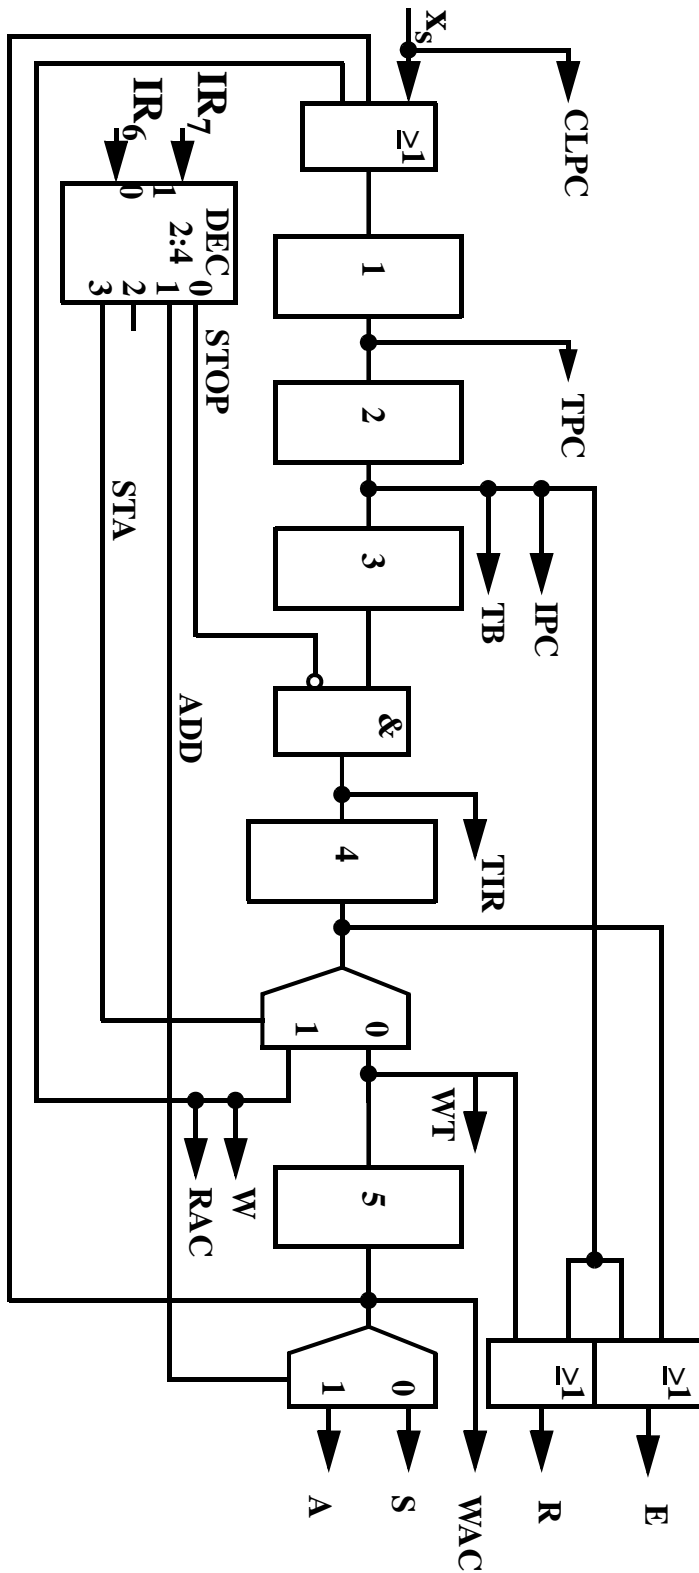 x_s
CLPC
≥1
IR_7
IR_6
1
0
DEC
2:4
0
1
2
3
STOP
STA
ADD
1
TPC
2
TB
IPC
3
&
TIR
4
0
1
WT
W
RAC
5
≥1
≥1
0
1
A
S
WAC
R
E